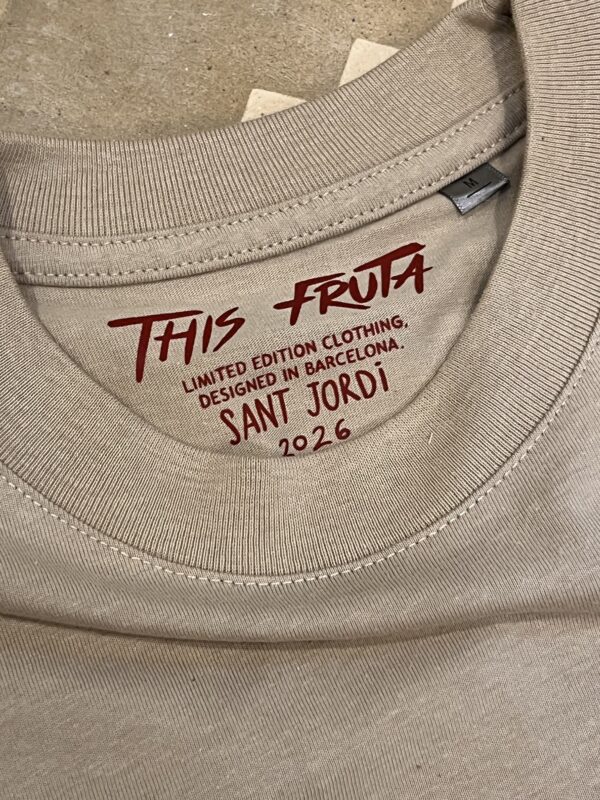 M
THIS FRUTA
LIMITED EDITION CLOTHING,
DESIGNED IN BARCELONA.
SANT JORDi
2026